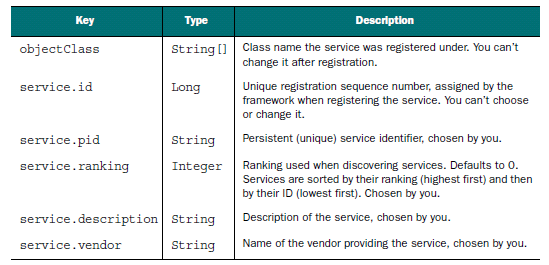 Key Type Description
objectClass String[] Class name the service was registered under. You can't
change it after registration.
service.id Long Unique registration sequence number, assigned by the
framework when registering the service. You can't choose
or change it.
service.pid String Persistent (unique) service identifier, chosen by you.
service.ranking Integer Ranking used when discovering services. Defaults to 0.
Services are sorted by their ranking (highest first) and then
by their ID (lowest first). Chosen by you.
service.description String Description of the service, chosen by you.
service.vendor String Name of the vendor providing the service, chosen by you.